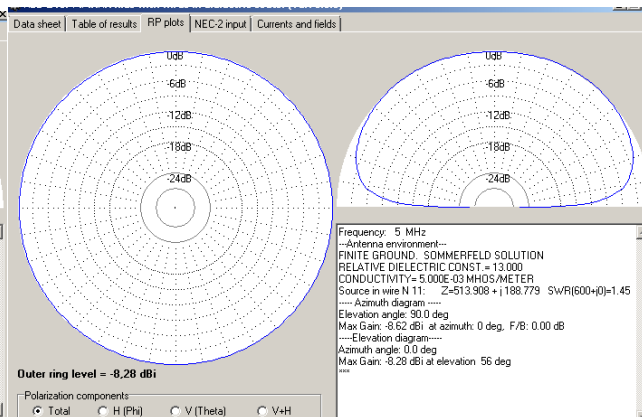 Data sheet Table of results RP plots NEC-2 input Currents and fields
0dB
-6dB
-12dB
-18dB
-24dB
0dB
-6dB
-12dB
-18dB
-24dB
Frequency: 5 MHz
---Antenna environment---
FINITE GROUND. SOMMERFELD SOLUTION
RELATIVE DIELECTRIC CONST.= 13.000
CONDUCTIVITY= 5.000E-03 MHOS/METER
Source in wire N 11: Z=513.908 + j 188.779 SWR(600+j0)=1.45
----- Azimuth diagram -----
Elevation angle: 90.0 deg
Max Gain: -8.62 dBi at azimuth: 0 deg, F/B: 0.00 dB
-----Elevation diagram-----
Azimuth angle: 0.0 deg
Max Gain: -8.28 dBi at elevation 56 deg
***
Outer ring level = -8,28 dBi
Polarization components
Total H (Phi) V (Theta) V+H